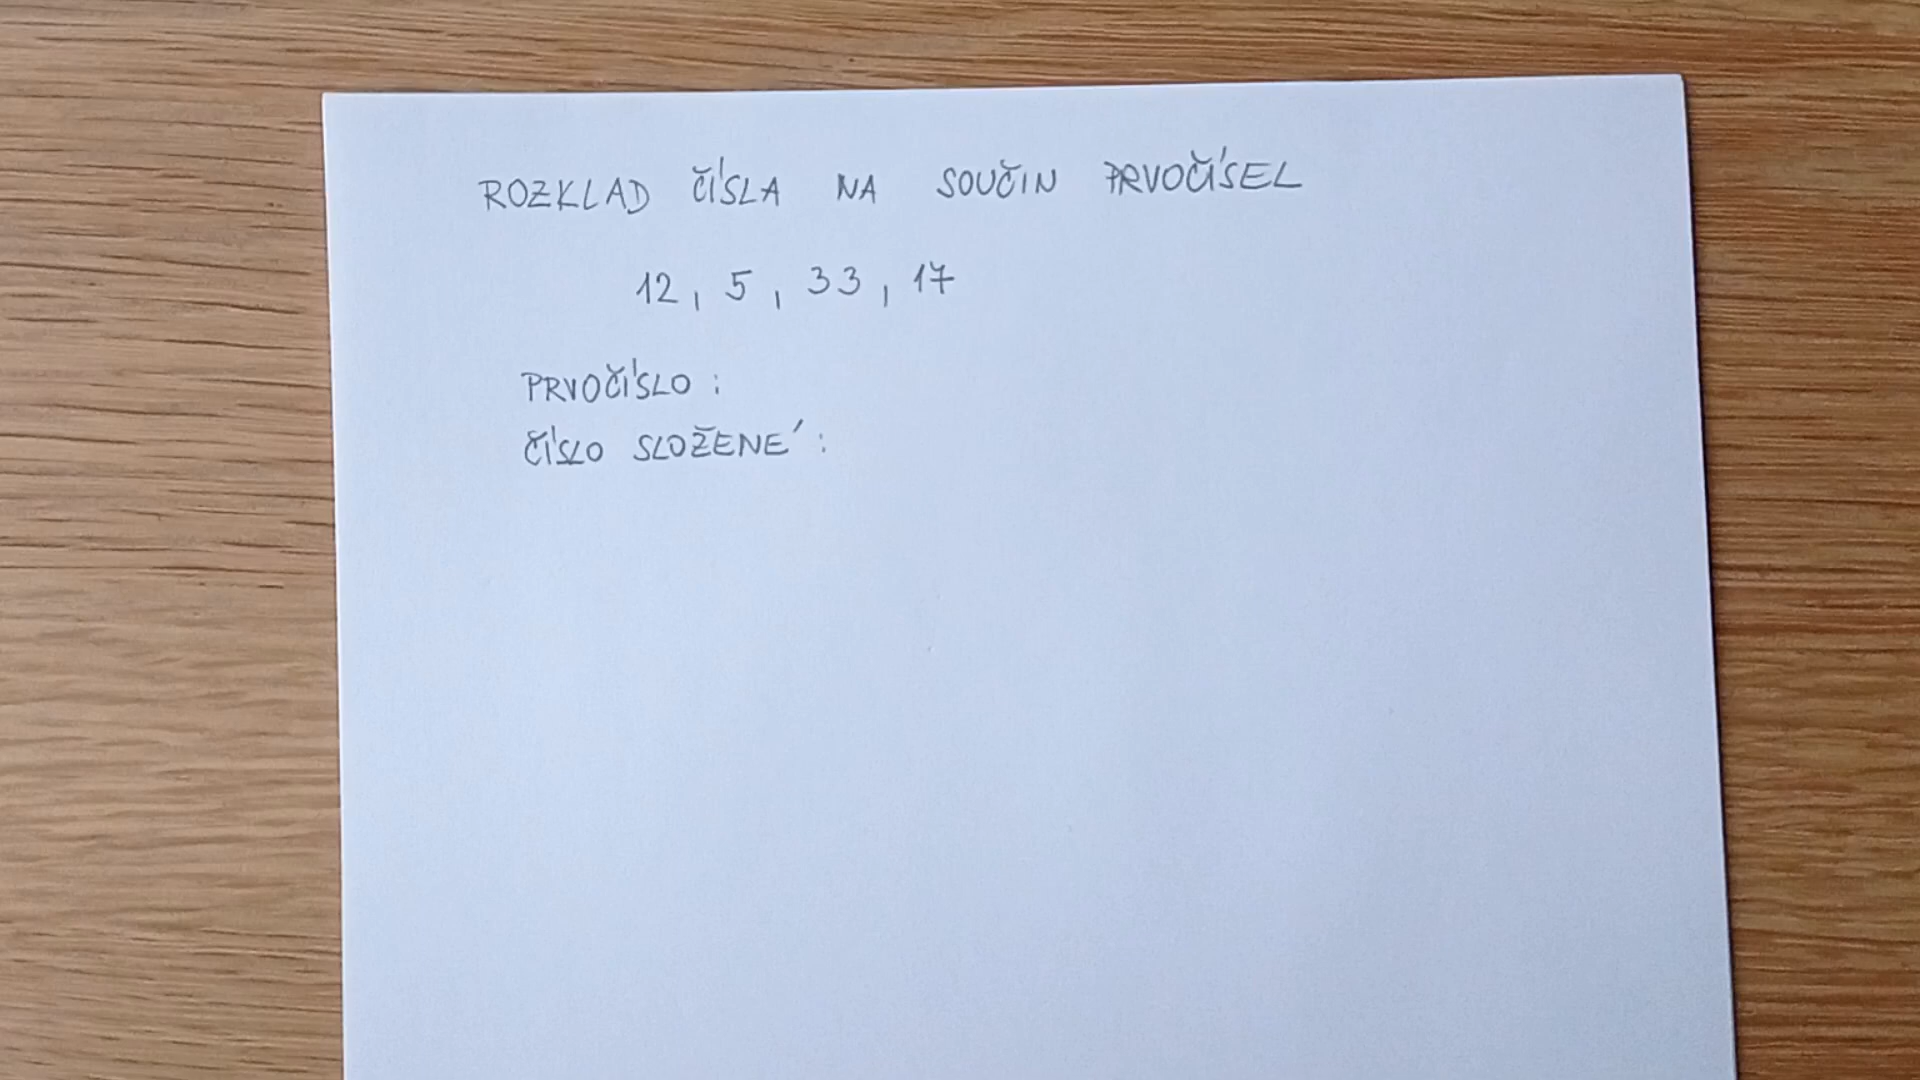 ROZKLAD ČÍSLA NA SOUČIN PRVOČÍSEL
12, 5, 33, 17
PRVOČÍSLO:
ČÍSLO SLOŽENÉ: